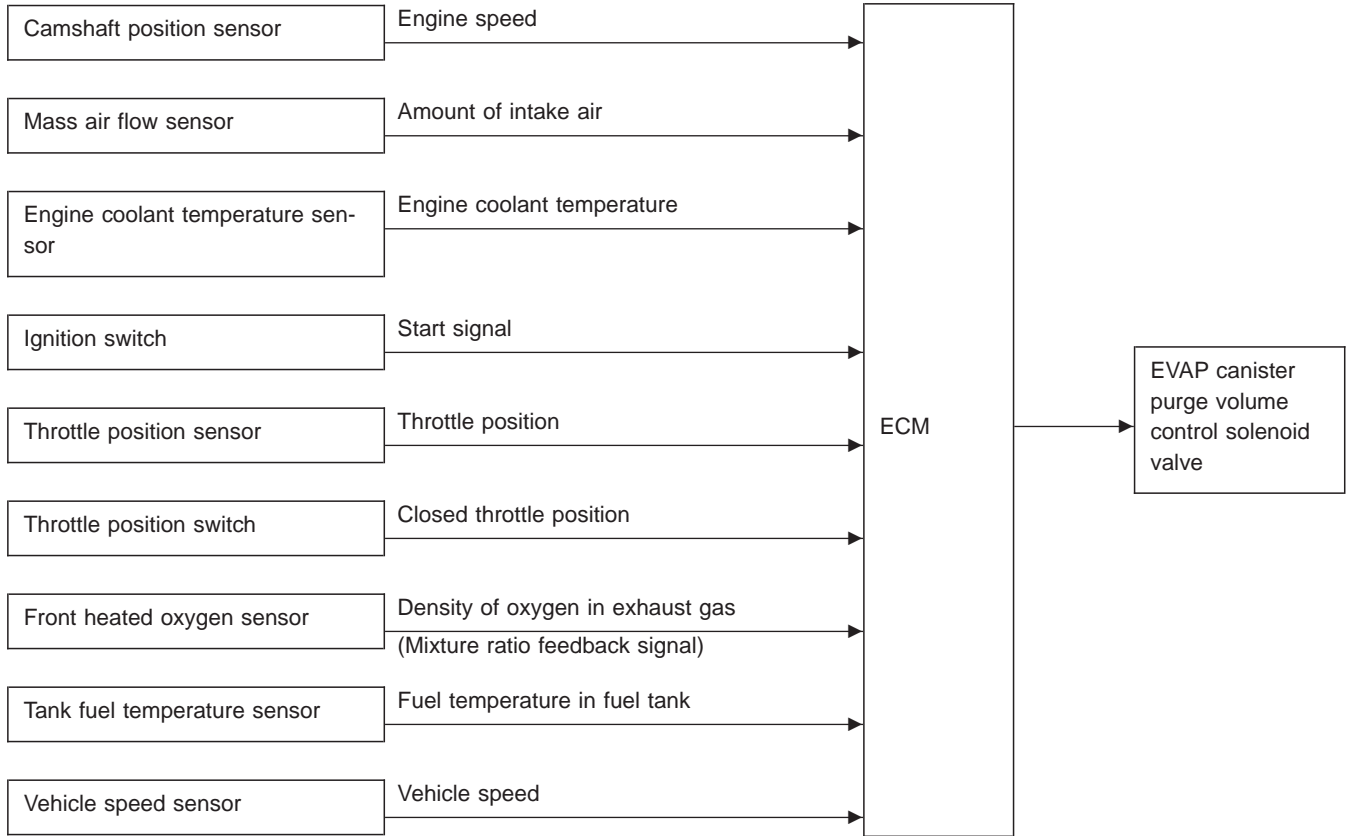 Camshaft position sensor
Engine speed
Mass air flow sensor
Amount of intake air
Engine coolant temperature sen-
sor
Engine coolant temperature
Ignition switch
Start signal
Throttle position sensor
Throttle position
Throttle position switch
Closed throttle position
Front heated oxygen sensor
Density of oxygen in exhaust gas
(Mixture ratio feedback signal)
Tank fuel temperature sensor
Fuel temperature in fuel tank
Vehicle speed sensor
Vehicle speed
ECM
EVAP canister
purge volume
control solenoid
valve